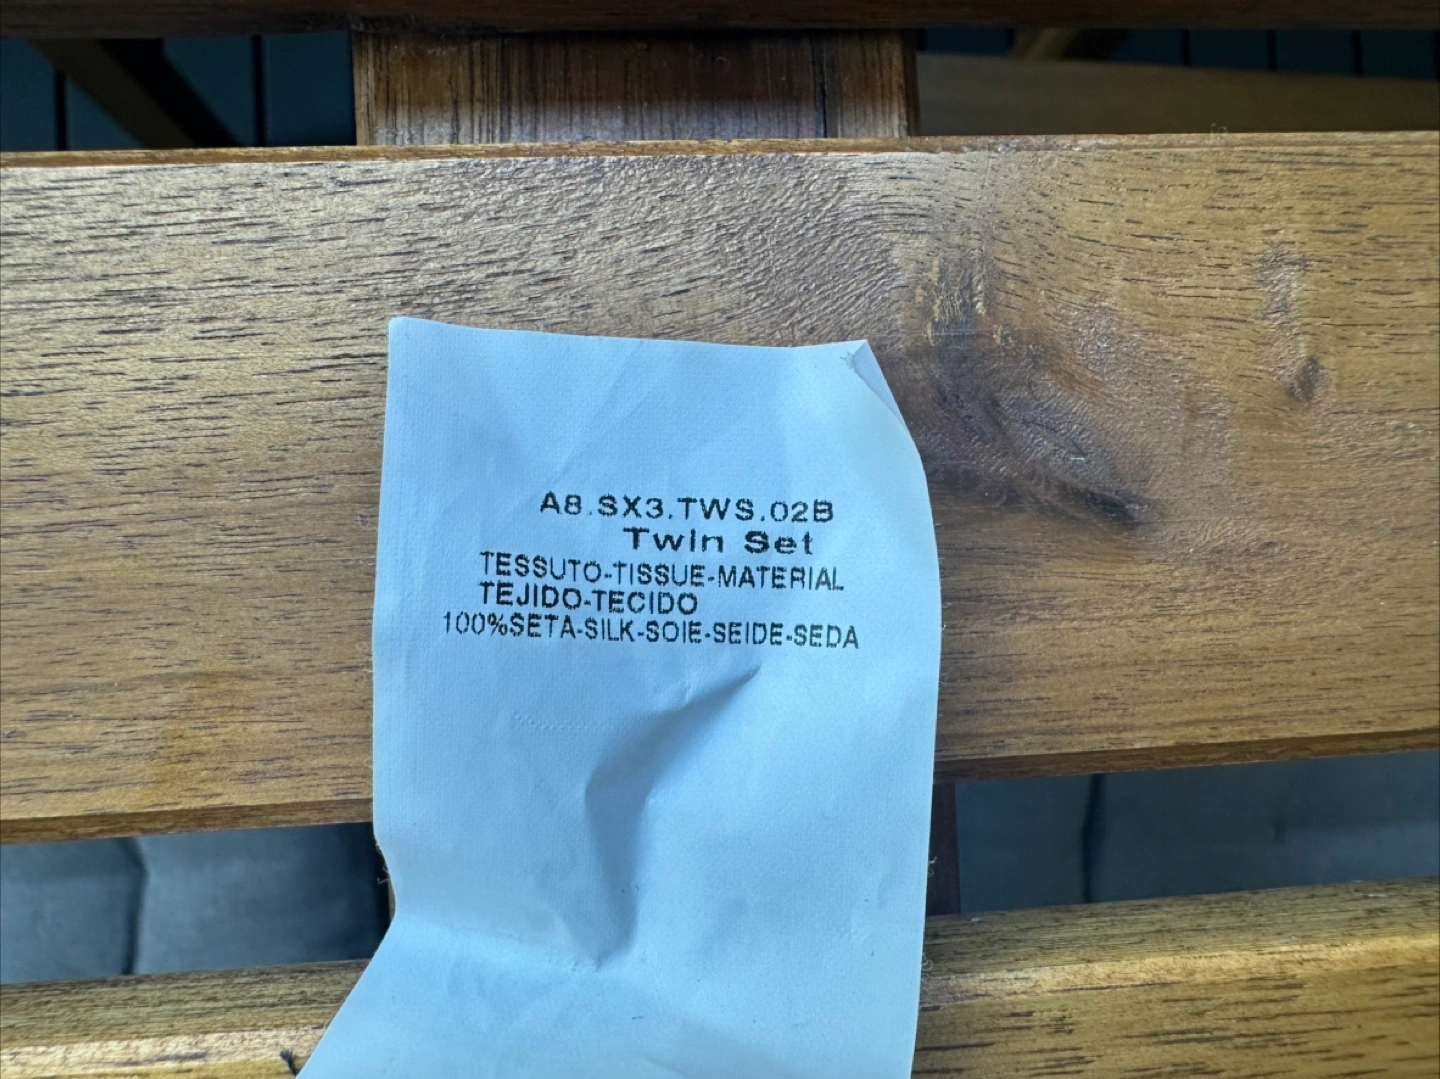 A8.SX3.TWS.02B
Twin Set
TESSUTO-TISSUE-MATERIAL
TEJIDO-TECIDO
100%SETA-SILK-SOIE-SEIDE-SEDA